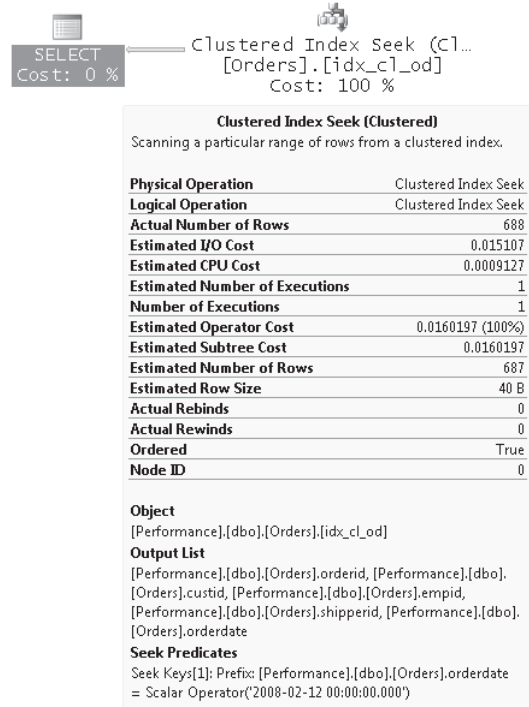 SELECT
Cost: 0 %
Clustered Index Seek (Cl…
[Orders].[idx_cl_od]
Cost: 100 %
Clustered Index Seek (Clustered)
Scanning a particular range of rows from a clustered index.
Physical Operation Clustered Index Seek
Logical Operation Clustered Index Seek
Actual Number of Rows 688
Estimated I/O Cost 0.015107
Estimated CPU Cost 0.0009127
Estimated Number of Executions 1
Number of Executions 1
Estimated Operator Cost 0.0160197 (100%)
Estimated Subtree Cost 0.0160197
Estimated Number of Rows 687
Estimated Row Size 40 B
Actual Rebinds 0
Actual Rewinds 0
Ordered True
Node ID 0
Object
[Performance].[dbo].[Orders].[idx_cl_od]
Output List
[Performance].[dbo].[Orders].orderid, [Performance].[dbo].
[Orders].custid, [Performance].[dbo].[Orders].empid,
[Performance].[dbo].[Orders].shipperid, [Performance].[dbo].
[Orders].orderdate
Seek Predicates
Seek Keys[1]: Prefix: [Performance].[dbo].[Orders].orderdate
= Scalar Operator('2008-02-12 00:00:00.000')